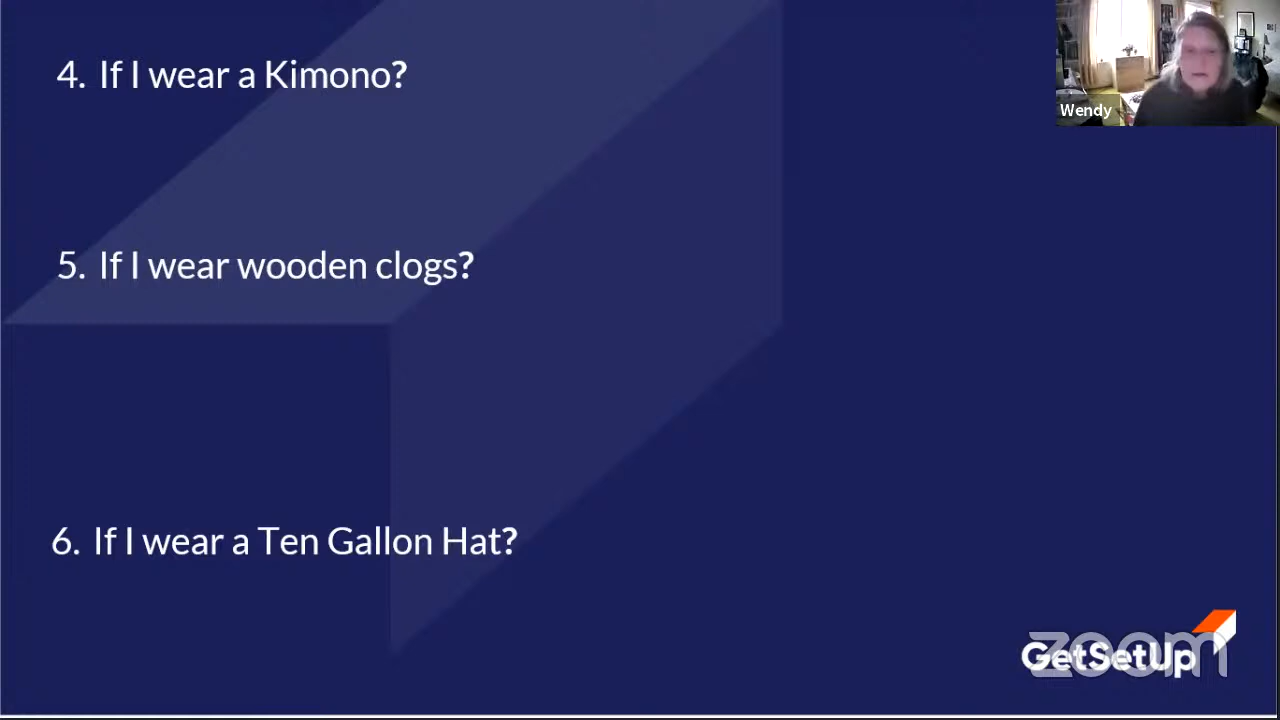 4. If I wear a Kimono?
Wendy
5. If I wear wooden clogs?
6. If I wear a Ten Gallon Hat?
GetSetUp
zoom